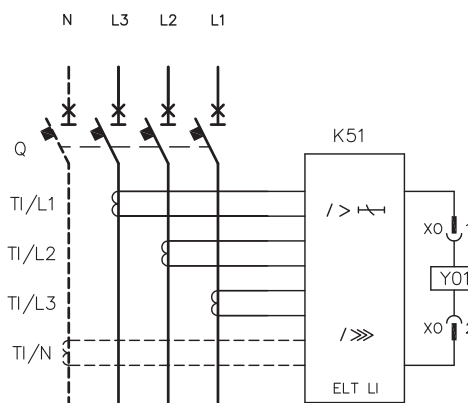 N L3 L2 L1
Q
K51
TI/L1
/>
X0 1
TI/L2
Y01
TI/L3
X0 2
/>>>
TI/N
ELT LI